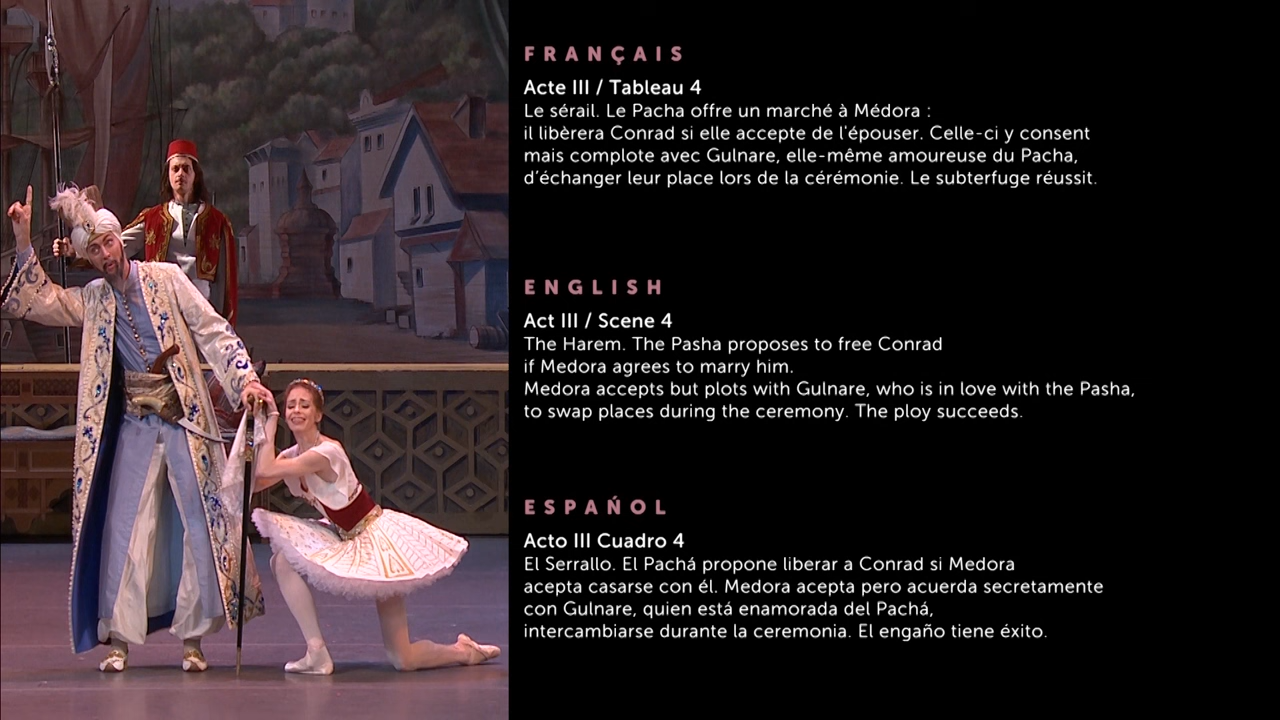 FRANÇAIS
Acte III / Tableau 4
Le sérail. Le Pacha offre un marché à Médora :
il libèrera Conrad si elle accepte de l'épouser. Celle-ci y consent
mais complote avec Gulnare, elle-même amoureuse du Pacha,
d’échanger leur place lors de la cérémonie. Le subterfuge réussit.
ENGLISH
Act III / Scene 4
The Harem. The Pasha proposes to free Conrad
if Medora agrees to marry him.
Medora accepts but plots with Gulnare, who is in love with the Pasha,
to swap places during the ceremony. The ploy succeeds.
ESPAŃOL
Acto III Cuadro 4
El Serrallo. El Pachá propone liberar a Conrad si Medora
acepta casarse con él. Medora acepta pero acuerda secretamente
con Gulnare, quien está enamorada del Pachá,
intercambiarse durante la ceremonia. El engaño tiene éxito.